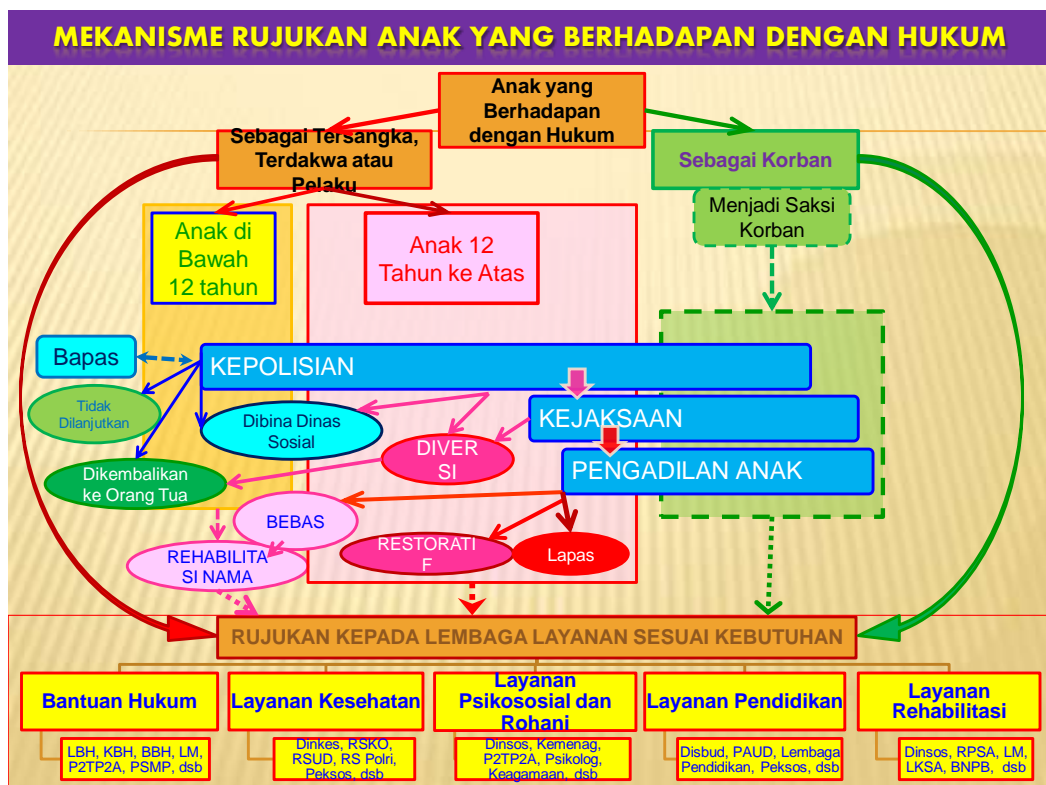 MEKANISME RUJUKAN ANAK YANG BERHADAPAN DENGAN HUKUM
Anak yang
Berhadapan
dengan Hukum
Sebagai Tersangka,
Terdakwa atau
Pelaku
Sebagai Korban
Menjadi Saksi
Korban
Anak di
Bawah
12 tahun
Anak 12
Tahun ke Atas
Bapas
KEPOLISIAN
Tidak
Dilanjutkan
Dibina Dinas
Sosial
KEJAKSAAN
DIVER
SI
PENGADILAN ANAK
Dikembalikan
ke Orang Tua
BEBAS
RESTORATI
F
Lapas
REHABILITA
SI NAMA
RUJUKAN KEPADA LEMBAGA LAYANAN SESUAI KEBUTUHAN
Bantuan Hukum
Layanan Kesehatan
Layanan
Psikososial dan
Rohani
Layanan Pendidikan
Layanan
Rehabilitasi
LBH, KBH, BBH, LM,
P2TP2A, PSMP, dsb
Dinkes, RSKO,
RSUD, RS Polri,
Peksos, dsb
Dinsos, Kemenag,
P2TP2A, Psikolog,
Keagamaan, dsb
Disbud, PAUD, Lembaga
Pendidikan, Peksos, dsb
Dinsos, RPSA, LM,
LKSA, BNPB, dsb